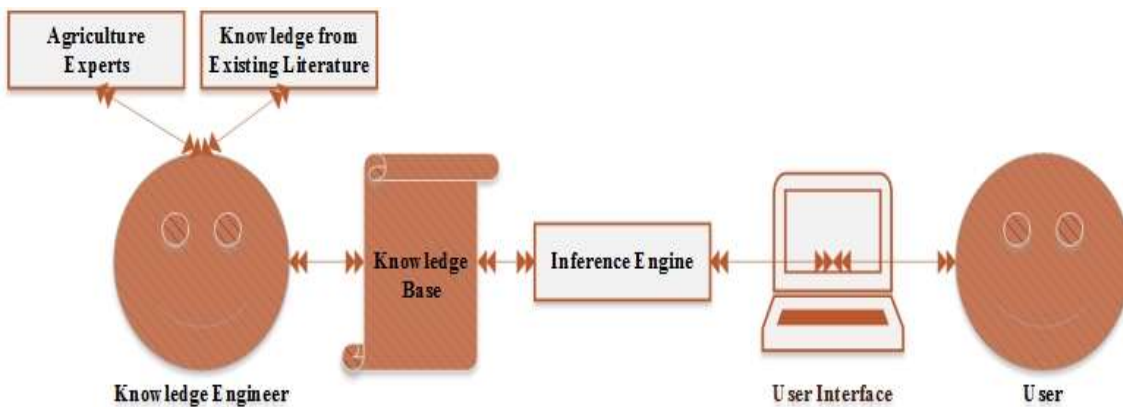 Agriculture
Experts
Knowledge from
Existing Literature
Knowledge
Base
Inference Engine
Knowledge Engineer
User Interface
User